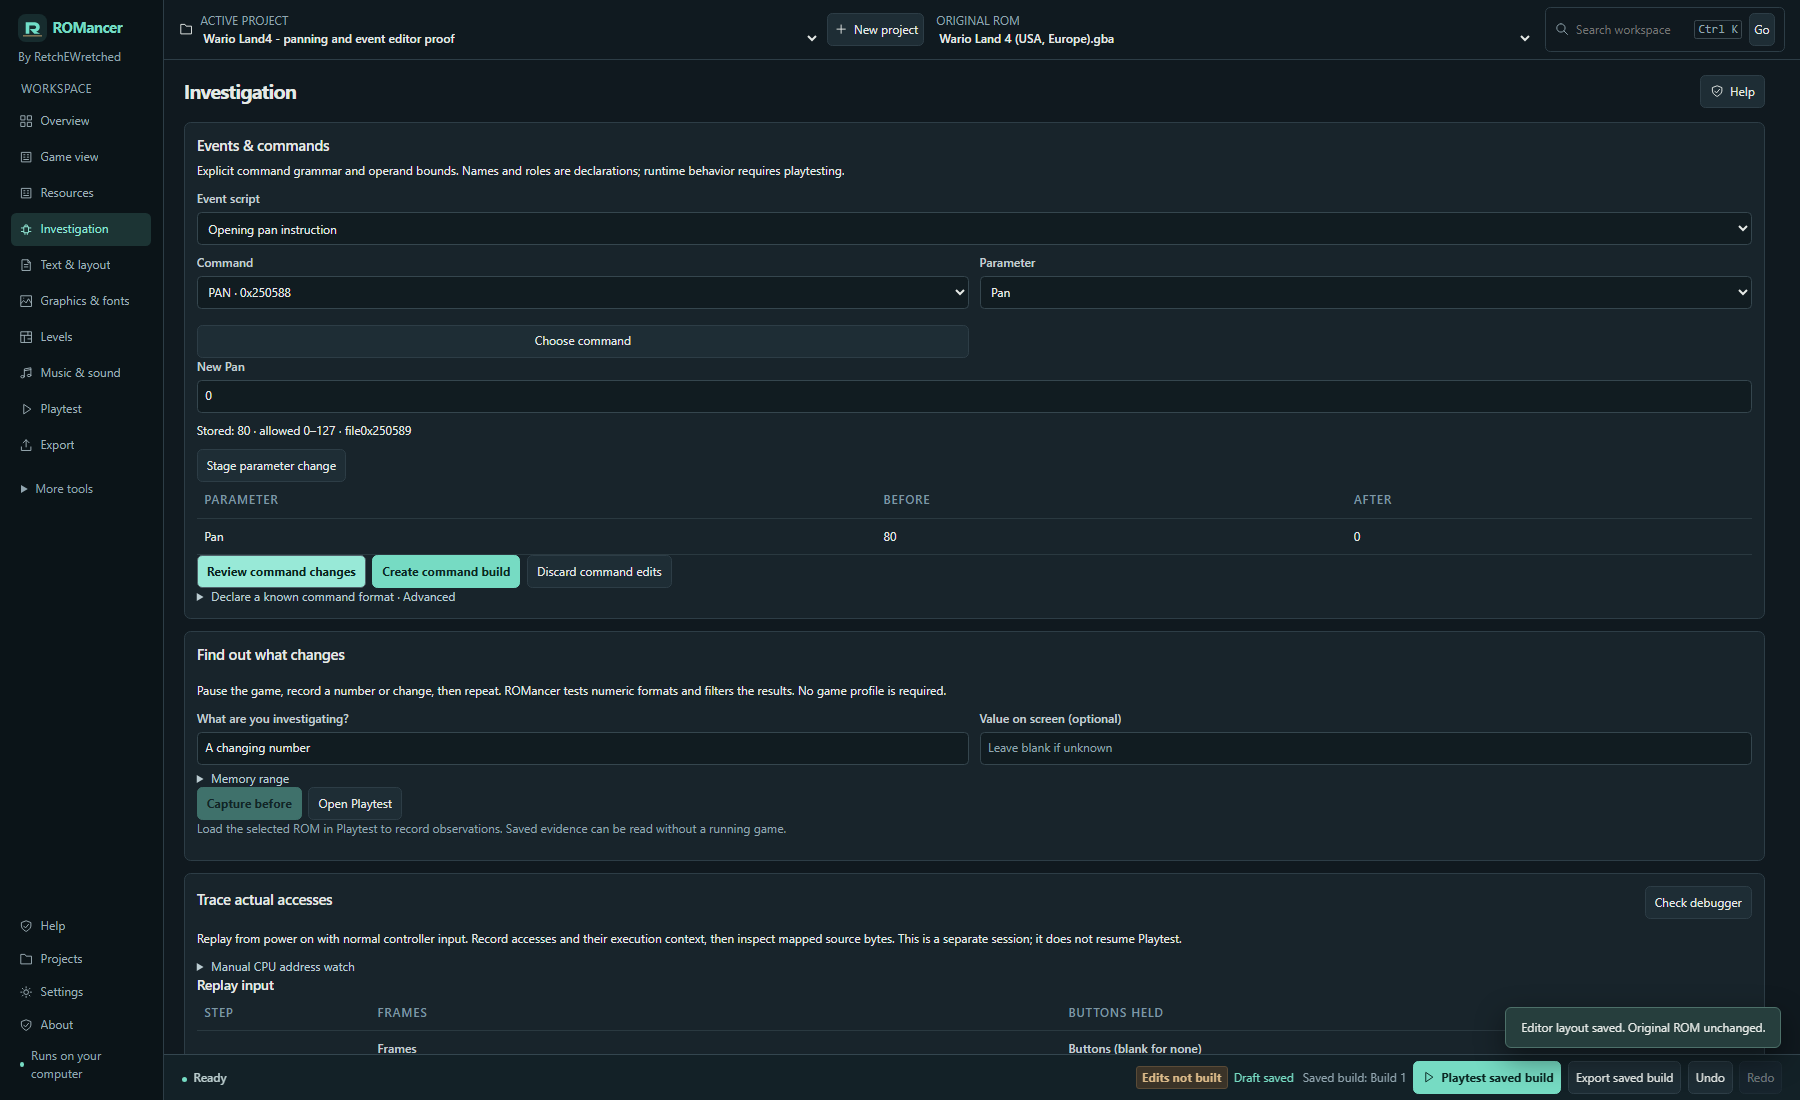 ROMancer
By RetchEWretched
WORKSPACE
Overview
Game view
Resources
Investigation
Text & layout
Graphics & fonts
Levels
Music & sound
Playtest
Export
More tools
Help
Projects
Settings
About
Runs on your
computer
ACTIVE PROJECT
Wario Land4 - panning and event editor proof
New project
ORIGINAL ROM
Wario Land 4 (USA, Europe).gba
Search workspace
Ctrl K
Go
Investigation
Help
Events & commands
Explicit command grammar and operand bounds. Names and roles are declarations; runtime behavior requires playtesting.
Event script
Opening pan instruction
Command
Parameter
PAN · 0x250588
Pan
Choose command
New Pan
0
Stored: 80 · allowed 0–127 · file0x250589
Stage parameter change
PARAMETER BEFORE AFTER
Pan 80 0
Review command changes
Create command build
Discard command edits
Declare a known command format · Advanced
Find out what changes
Pause the game, record a number or change, then repeat. ROMancer tests numeric formats and filters the results. No game profile is required.
What are you investigating?
Value on screen (optional)
A changing number
Leave blank if unknown
Memory range
Capture before
Open Playtest
Load the selected ROM in Playtest to record observations. Saved evidence can be read without a running game.
Trace actual accesses
Check debugger
Replay from power on with normal controller input. Record accesses and their execution context, then inspect mapped source bytes. This is a separate session; it does not resume Playtest.
Manual CPU address watch
Replay input
STEP FRAMES BUTTONS HELD
Frames Buttons (blank for none)
Editor layout saved. Original ROM unchanged.
Ready
Edits not built
Draft saved
Saved build: Build 1
Playtest saved build
Export saved build
Undo
Redo